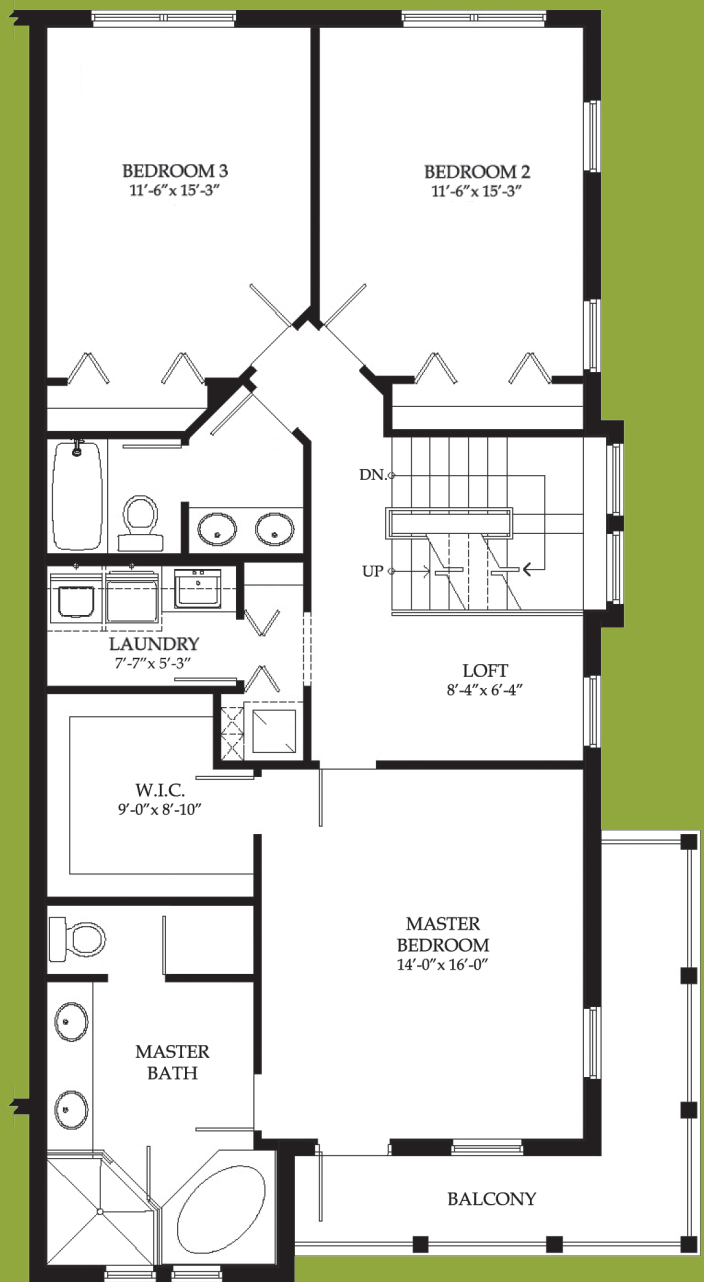 BEDROOM 3
11'-6"x 15'-3"
BEDROOM 2
11'-6"x 15'-3"
DN.
UP
LAUNDRY
7'-7"x 5'-3"
LOFT
8'-4"x 6'-4"
W.I.C.
9'-0"x 8'-10"
MASTER
BEDROOM
14'-0"x 16'-0"
MASTER
BATH
BALCONY